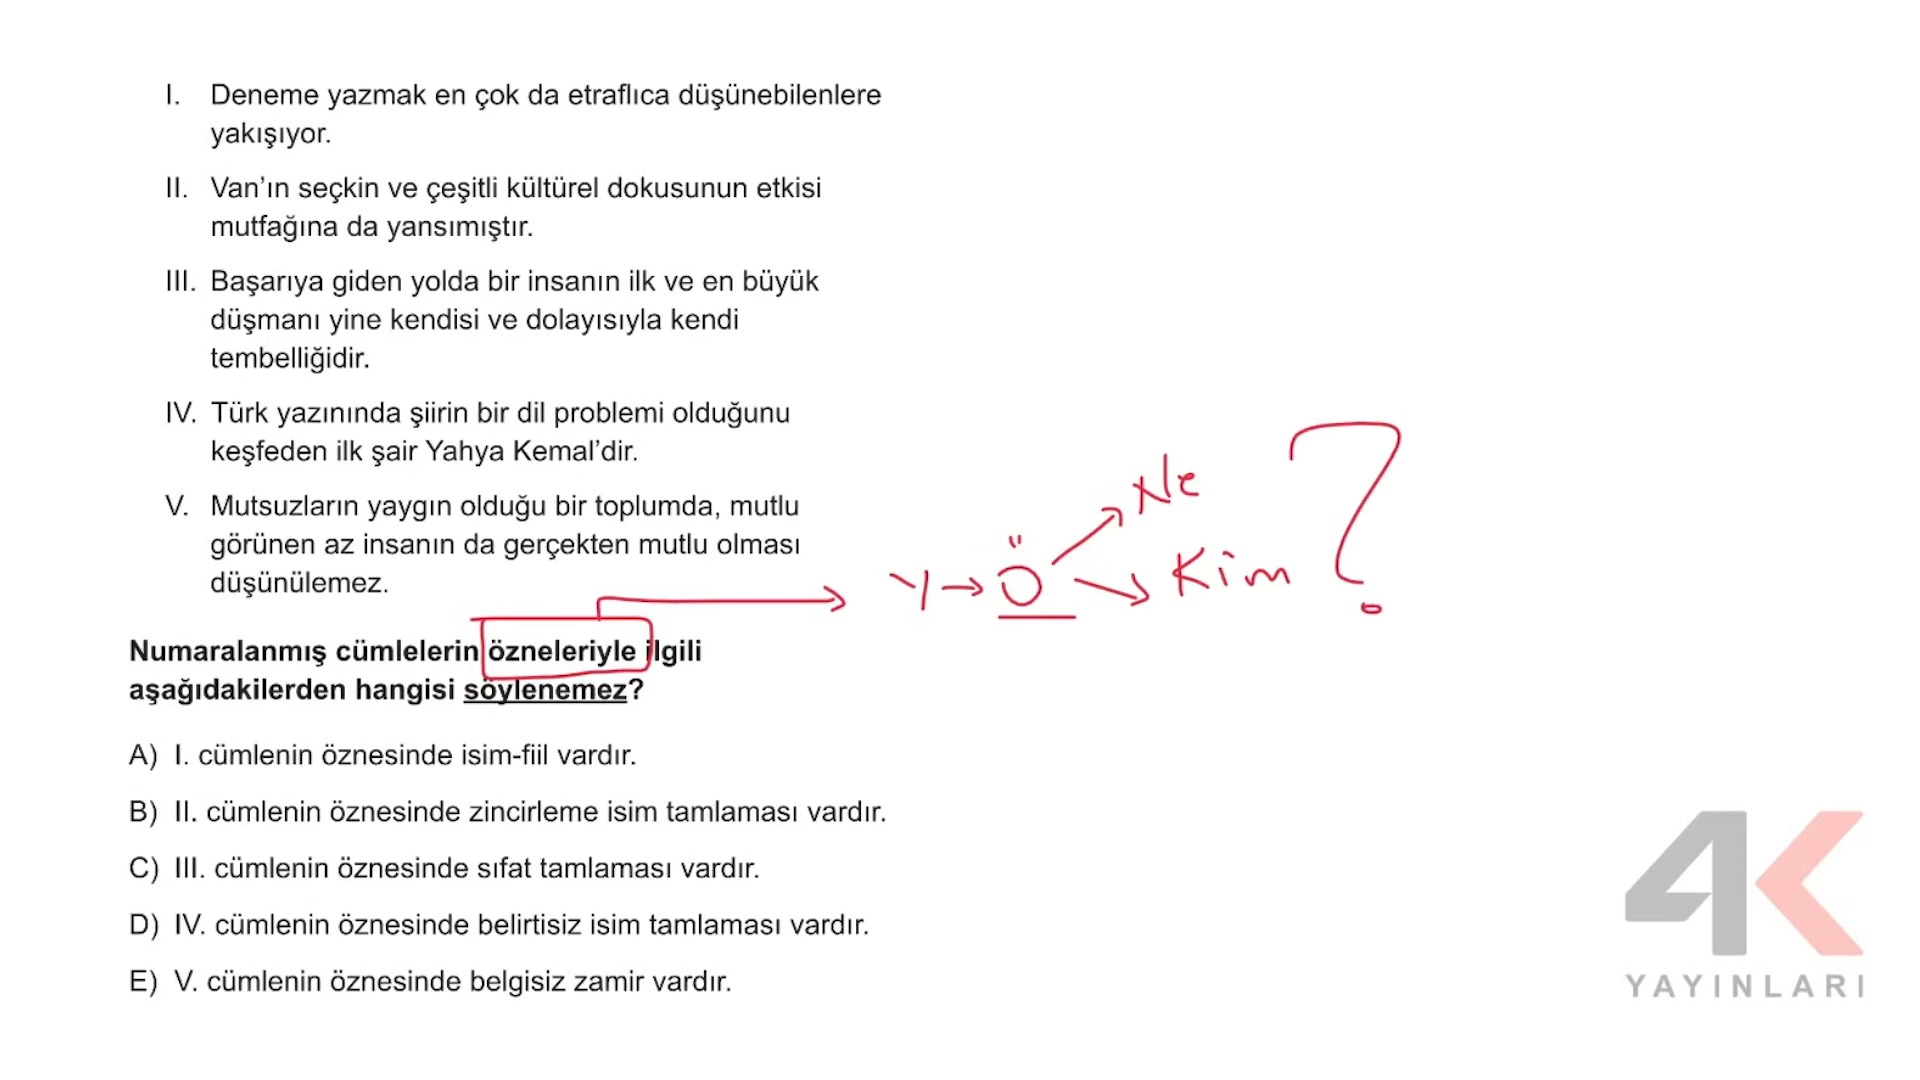 I. Deneme yazmak en çok da etraflıca düşünebilenlere
yakışıyor.
II. Van’ın seçkin ve çeşitli kültürel dokusunun etkisi
mutfağına da yansımıştır.
III. Başarıya giden yolda bir insanın ilk ve en büyük
düşmanı yine kendisi ve dolayısıyla kendi
tembelliğidir.
IV. Türk yazınında şiirin bir dil problemi olduğunu
keşfeden ilk şair Yahya Kemal’dir.
V. Mutsuzların yaygın olduğu bir toplumda, mutlu
görünen az insanın da gerçekten mutlu olması
düşünülemez.
Y → Ö
Ne
Kim
?
Numaralanmış cümlelerin özneleriyle ilgili
aşağıdakilerden hangisi söylenemez?
A) I. cümlenin öznesinde isim-fiil vardır.
B) II. cümlenin öznesinde zincirleme isim tamlaması vardır.
C) III. cümlenin öznesinde sıfat tamlaması vardır.
D) IV. cümlenin öznesinde belirtisiz isim tamlaması vardır.
E) V. cümlenin öznesinde belgisiz zamir vardır.
4K
YAYINLARI